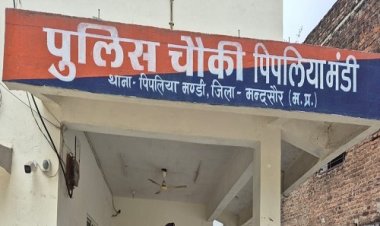 पुलिस चौकी पिपलिया मंडी
थाना- पिपलिया मण्डी, जिला- मन्दसौर (म.प्र.)